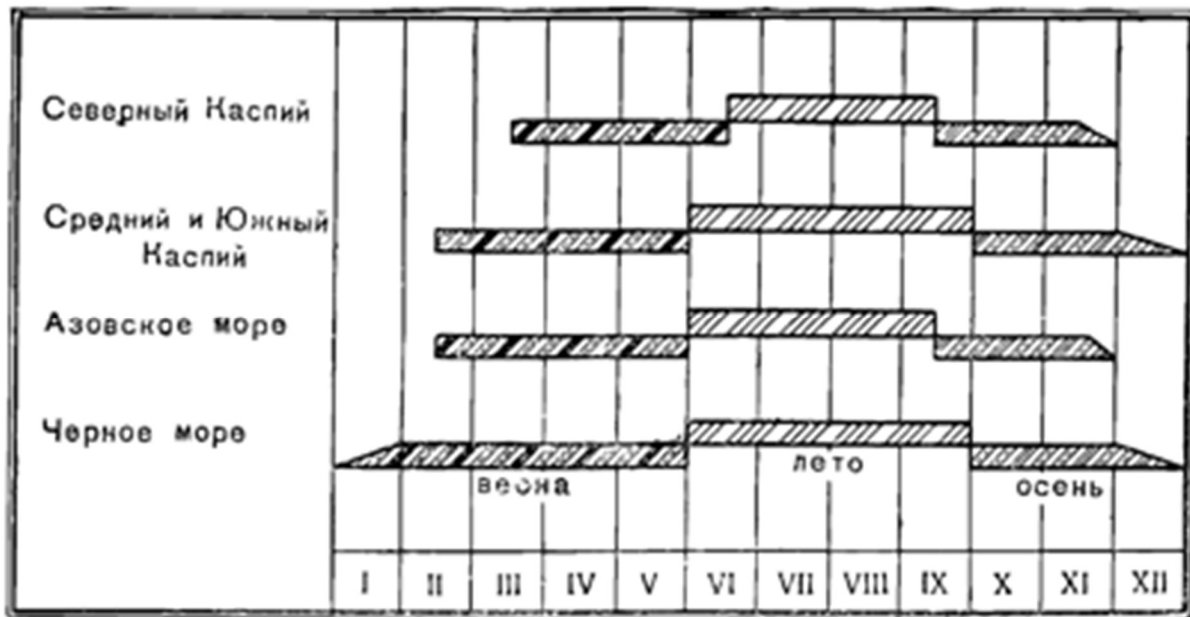 Северный Каспий
Средний и Южный
Каспий
Азовское море
Черное море
весна
лето
осень
I II III IV V VI VII VIII IX X XI XII